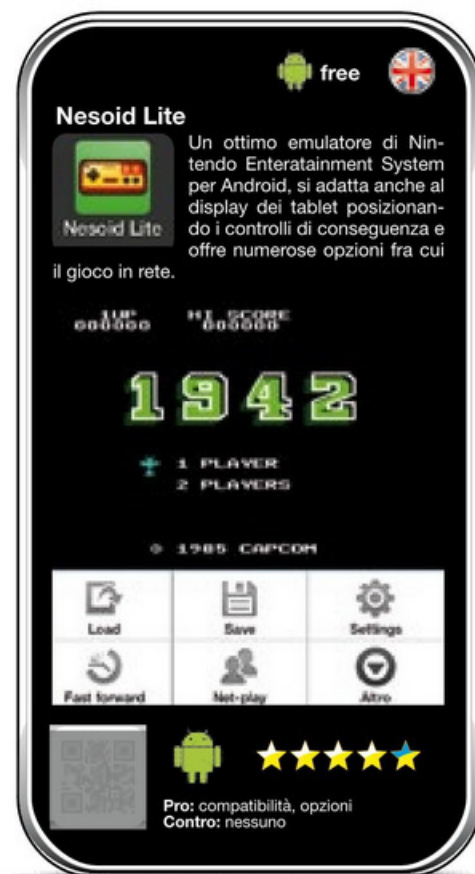 free
Nesoid Lite
Un ottimo emulatore di Nin-
tendo Enteratainment System
per Android, si adatta anche al
display dei tablet posizionan-
do i controlli di conseguenza e
Nesoid Lite
offre numerose opzioni fra cui
il gioco in rete.
1UP HI SCORE
000000 000000
1942
1 PLAYER
2 PLAYERS
© 1985 CAPCOM
Load Save Settings
Fast forward Net-play Altro
Pro: compatibilità, opzioni
Contro: nessuno